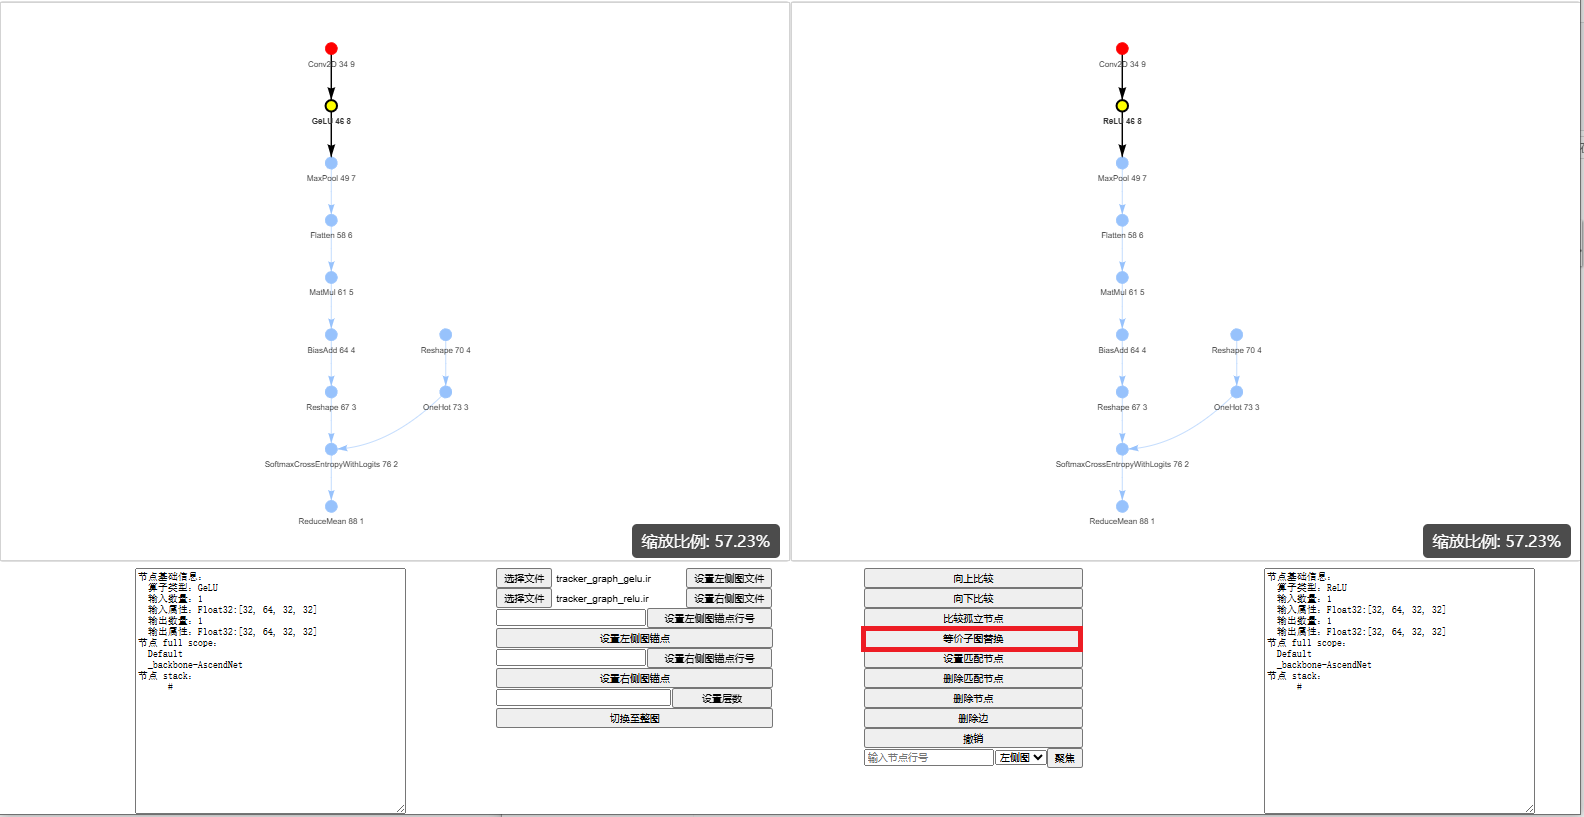 Conv2D 34 9
GeLU 46 8
MaxPool 49 7
Flatten 58 6
MatMul 61 5
BiasAdd 64 4
Reshape 70 4
Reshape 67 3
OneHot 73 3
SoftmaxCrossEntropyWithLogits 76 2
ReduceMean 88 1
缩放比例: 57.23%
Conv2D 34 9
ReLU 46 8
MaxPool 49 7
Flatten 58 6
MatMul 61 5
BiasAdd 64 4
Reshape 70 4
Reshape 67 3
OneHot 73 3
SoftmaxCrossEntropyWithLogits 76 2
ReduceMean 88 1
缩放比例: 57.23%
节点基础信息:
算子类型: GeLU
输入数量: 1
输入属性: Float32:[32, 64, 32, 32]
输出数量: 1
输出属性: Float32:[32, 64, 32, 32]
节点 full scope:
Default
_backbone-AscendNet
节点 stack:
#
选择文件 tracker_graph_gelu.ir 设置左侧图文件
选择文件 tracker_graph_relu.ir 设置右侧图文件
设置左侧图锚点行号
设置左侧图锚点
设置右侧图锚点行号
设置右侧图锚点
设置层数
切换至整图
向上比较
向下比较
比较孤立节点
等价子图替换
设置匹配节点
删除匹配节点
删除节点
删除边
撤销
输入节点行号 左侧图 聚焦
节点基础信息:
算子类型: ReLU
输入数量: 1
输入属性: Float32:[32, 64, 32, 32]
输出数量: 1
输出属性: Float32:[32, 64, 32, 32]
节点 full scope:
Default
_backbone-AscendNet
节点 stack:
#